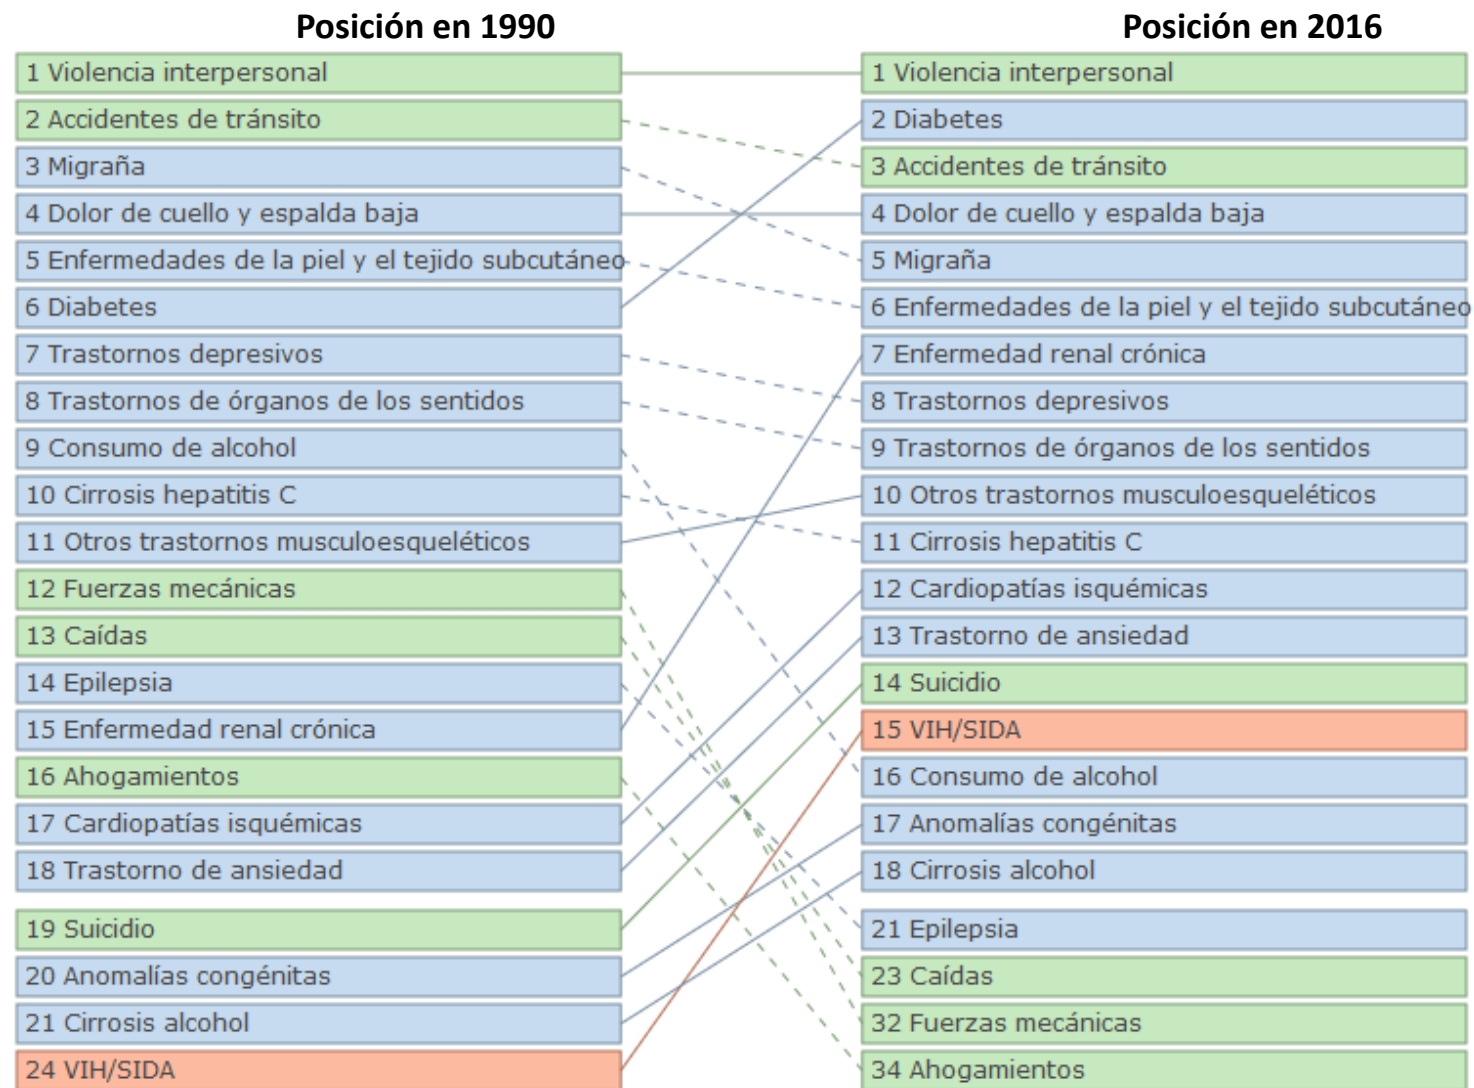 Posición en 1990
1 Violencia interpersonal
2 Accidentes de tránsito
3 Migraña
4 Dolor de cuello y espalda baja
5 Enfermedades de la piel y el tejido subcutáneo
6 Diabetes
7 Trastornos depresivos
8 Trastornos de órganos de los sentidos
9 Consumo de alcohol
10 Cirrosis hepatitis C
11 Otros trastornos musculoesqueléticos
12 Fuerzas mecánicas
13 Caídas
14 Epilepsia
15 Enfermedad renal crónica
16 Ahogamientos
17 Cardiopatías isquémicas
18 Trastorno de ansiedad
19 Suicidio
20 Anomalías congénitas
21 Cirrosis alcohol
24 VIH/SIDA
Posición en 2016
1 Violencia interpersonal
2 Diabetes
3 Accidentes de tránsito
4 Dolor de cuello y espalda baja
5 Migraña
6 Enfermedades de la piel y el tejido subcutáneo
7 Enfermedad renal crónica
8 Trastornos depresivos
9 Trastornos de órganos de los sentidos
10 Otros trastornos musculoesqueléticos
11 Cirrosis hepatitis C
12 Cardiopatías isquémicas
13 Trastorno de ansiedad
14 Suicidio
15 VIH/SIDA
16 Consumo de alcohol
17 Anomalías congénitas
18 Cirrosis alcohol
21 Epilepsia
23 Caídas
32 Fuerzas mecánicas
34 Ahogamientos